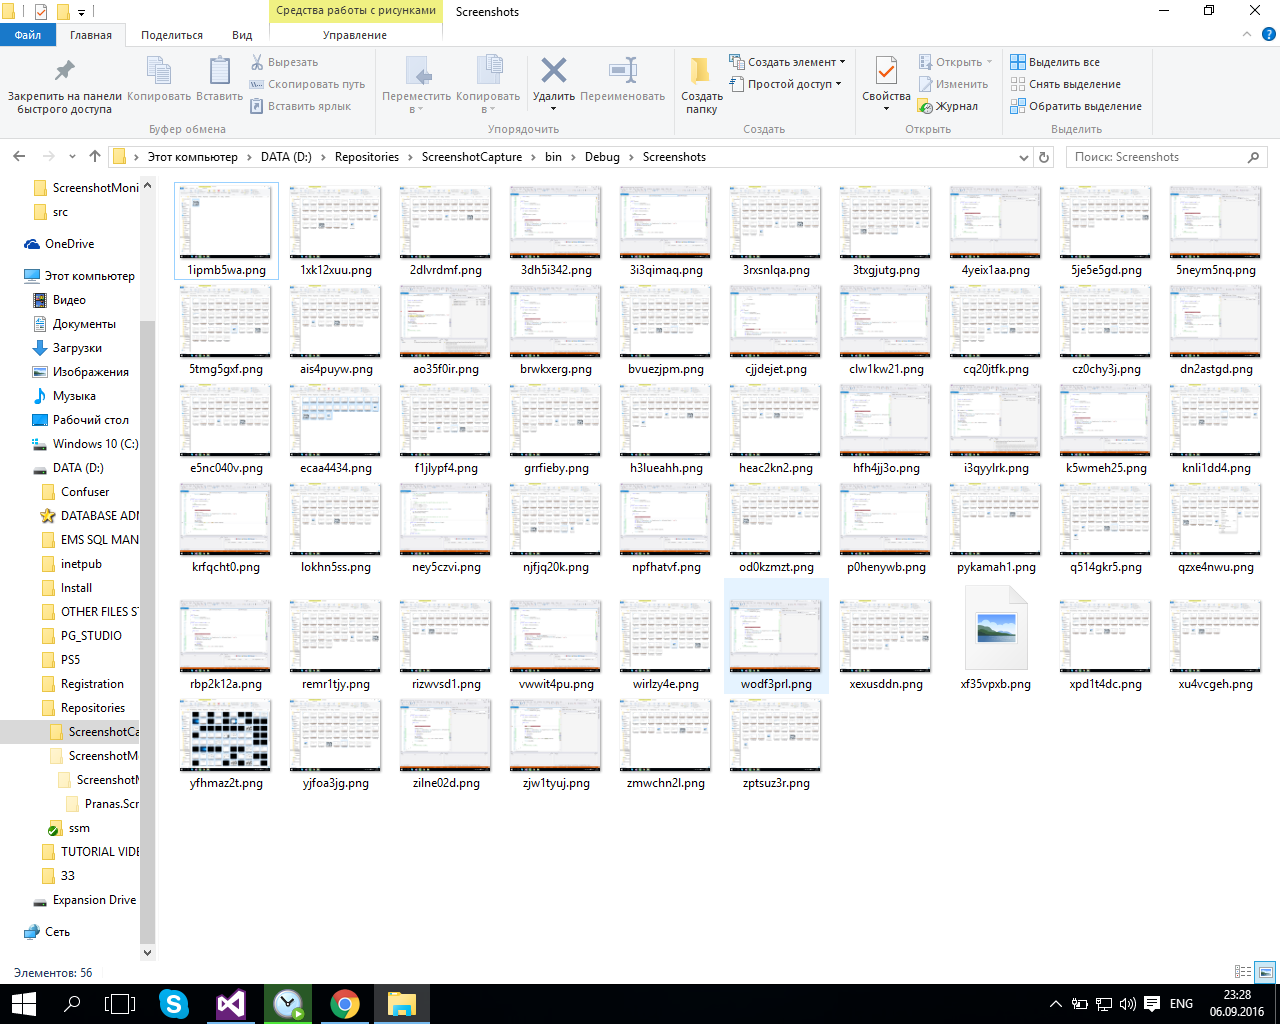 Средства работы с рисунками
Screenshots
Файл
Главная
Поделиться
Вид
Управление
Закрепить на панели быстрого доступа
Копировать
Вставить
Вырезать
Скопировать путь
Вставить ярлык
Буфер обмена
Переместить в
Копировать в
Удалить
Переименовать
Упорядочить
Создать папку
Создать элемент
Простой доступ
Создать
Свойства
Открыть
Изменить
Журнал
Открыть
Выделить все
Снять выделение
Обратить выделение
Выделить
Этот компьютер
DATA (D:)
Repositories
ScreenshotCapture
bin
Debug
Screenshots
Поиск: Screenshots
ScreenshotMoni
src
OneDrive
Этот компьютер
Видео
Документы
Загрузки
Изображения
Музыка
Рабочий стол
Windows 10 (C:)
DATA (D:)
Confuser
DATABASE ADM
EMS SQL MAN
inetpub
Install
OTHER FILES ST
PG_STUDIO
PS5
Registration
Repositories
ScreenshotCa
ScreenshotM
ScreenshotM
Pranas.Scr
ssm
TUTORIAL VIDE
33
Expansion Drive
Сеть
1ipmb5wa.png 1xk12xuu.png 2dlvrdmf.png 3dh5i342.png 3i3qimaq.png 3rxsnlqa.png 3txgjutg.png 4yeix1aa.png 5je5e5gd.png 5neym5nq.png
5tmg5gxf.png ais4puyw.png ao35f0ir.png brwkxerg.png bvuezjpm.png cjjdejet.png clw1kw21.png cq20jtfk.png cz0chy3j.png dn2astgd.png
e5nc040v.png ecaa4434.png f1jlypf4.png grrfieby.png h3lueahh.png heac2kn2.png hfh4jj3o.png i3qyylrk.png k5wmeh25.png knli1dd4.png
krfqcht0.png lokhn5ss.png ney5czvi.png njfjq20k.png npfhatvf.png od0kzmzt.png p0henywb.png pykamah1.png q514gkr5.png qzxe4nwu.png
rbp2k12a.png remr1tjy.png rizwvsd1.png vwwit4pu.png wirlzy4e.png wodf3prl.png xexusddn.png xf35vpxb.png xpd1t4dc.png xu4vcgeh.png
yfhmaz2t.png yjfoa3jg.png zilne02d.png zjw1tyuj.png zmwchn2l.png zptsuz3r.png
Элементов: 56
ENG
23:28
06.09.2016